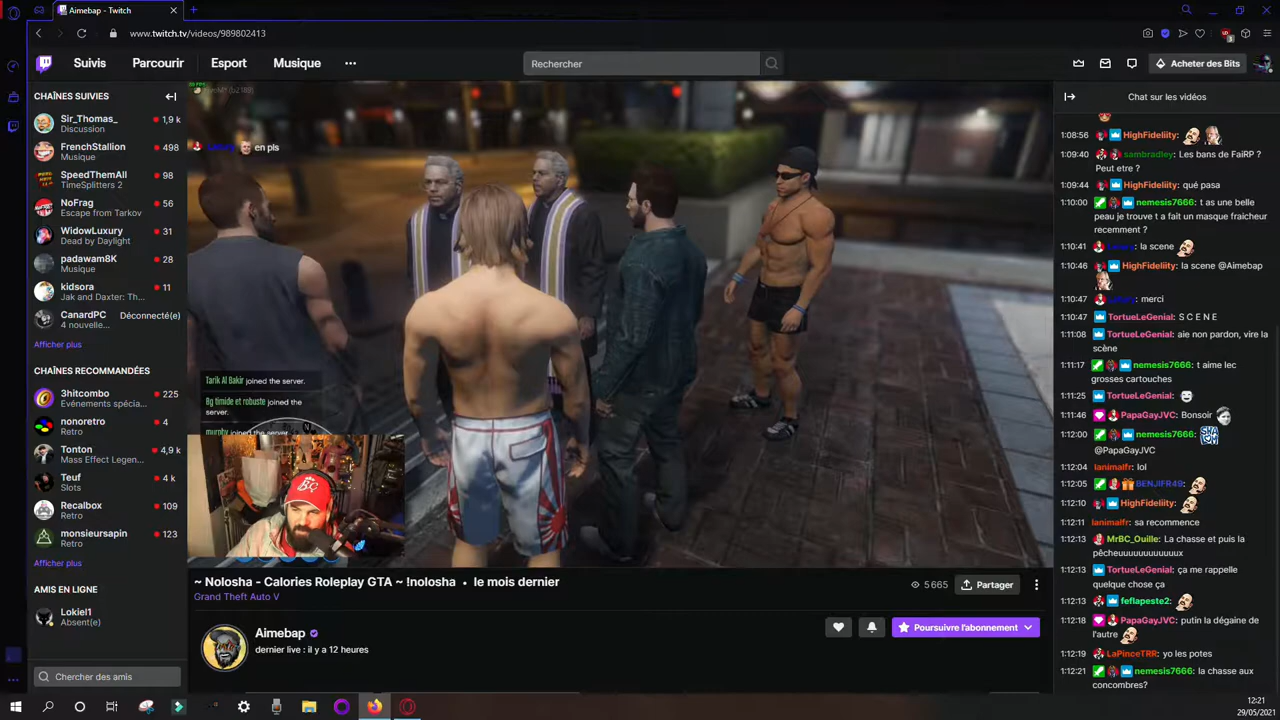 Aimebap - Twitch
www.twitch.tv/videos/989802413
Suivis
Parcourir
Esport
Musique
Rechercher
Acheter des Bits
CHAÎNES SUIVIES
Sir_Thomas_
1,9 k
Discussion
FrenchStallion
498
Musique
SpeedThemAll
98
TimeSplitters 2
NoFrag
56
Escape from Tarkov
WidowLuxury
31
Dead by Daylight
padawam8K
28
Musique
kidsora
11
Jak and Daxter: Th...
CanardPC
Déconnecté(e)
4 nouvelle...
Afficher plus
CHAÎNES RECOMMANDÉES
3hitcombo
225
Evénements spécia...
nonoretro
4
Retro
Tonton
4,9 k
Mass Effect Legen...
Teuf
4 k
Slots
Recalbox
109
Retro
monsieursapin
123
Retro
Afficher plus
AMIS EN LIGNE
Lokiel1
Absent(e)
Chercher des amis
en pls
Tarik Al Bakir joined the server.
Bg timide et robuste joined the
server.
murphy joined the server.
N
~ Nolosha - Calories Roleplay GTA ~ !nolosha • le mois dernier
Grand Theft Auto V
5 665
Partager
Aimebap
dernier live : il y a 12 heures
Poursuivre l'abonnement
Chat sur les vidéos
1:08:56 HighFideliity:
1:09:40 sambradley: Les bans de FaiRP ?
Peut etre ?
1:09:44 HighFideliity: qué pasa
1:10:00 nemesis7666: t as une belle
peau je trouve t a fait un masque fraicheur
recemment ?
1:10:41 : la scene
1:10:46 HighFideliity: la scene @Aimebap
1:10:47 : merci
1:10:47 TortueLeGenial: S C E N E
1:11:08 TortueLeGenial: aie non pardon, vire la
scène
1:11:17 nemesis7666: t aime lec
grosses cartouches
1:11:25 TortueLeGenial:
1:11:46 PapaGayJVC: Bonsoir
1:12:00 nemesis7666:
@PapaGayJVC
1:12:04 lanimalfr: lol
1:12:05 BENJIFR49:
1:12:10 HighFideliity:
1:12:11 lanimalfr: sa recommence
1:12:13 MrBC_Ouille: La chasse et puis la
pêcheuuuuuuuuuuux
1:12:13 TortueLeGenial: ça me rappelle
quelque chose ça
1:12:13 feflapeste2:
1:12:18 PapaGayJVC: putin la dégaine de
l'autre
1:12:19 LaPinceTRR: yo les potes
1:12:21 nemesis7666: la chasse aux
concombres?
12:21
29/05/2021